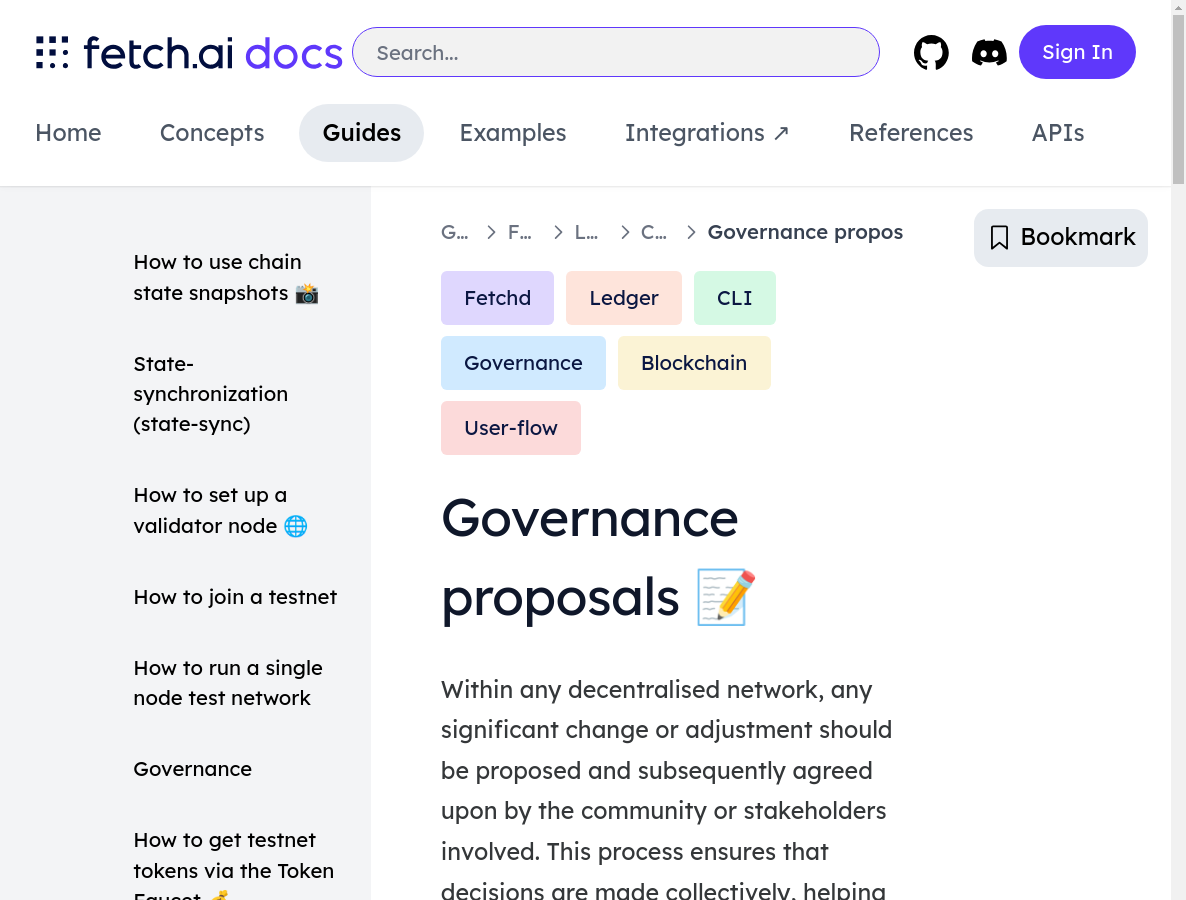 fetch.ai docs
Search...
Sign In
Home Concepts Guides Examples Integrations ↗ References APIs
G... F... L... C... Governance propos
Bookmark
Fetchd Ledger CLI
Governance Blockchain
User-flow
How to use chain
state snapshots 📸
State-
synchronization
(state-sync)
How to set up a
validator node 🌐
How to join a testnet
How to run a single
node test network
Governance
How to get testnet
tokens via the Token
Faucet 💰
Governance
proposals 📝
Within any decentralised network, any
significant change or adjustment should
be proposed and subsequently agreed
upon by the community or stakeholders
involved. This process ensures that
decisions are made collectively, helping